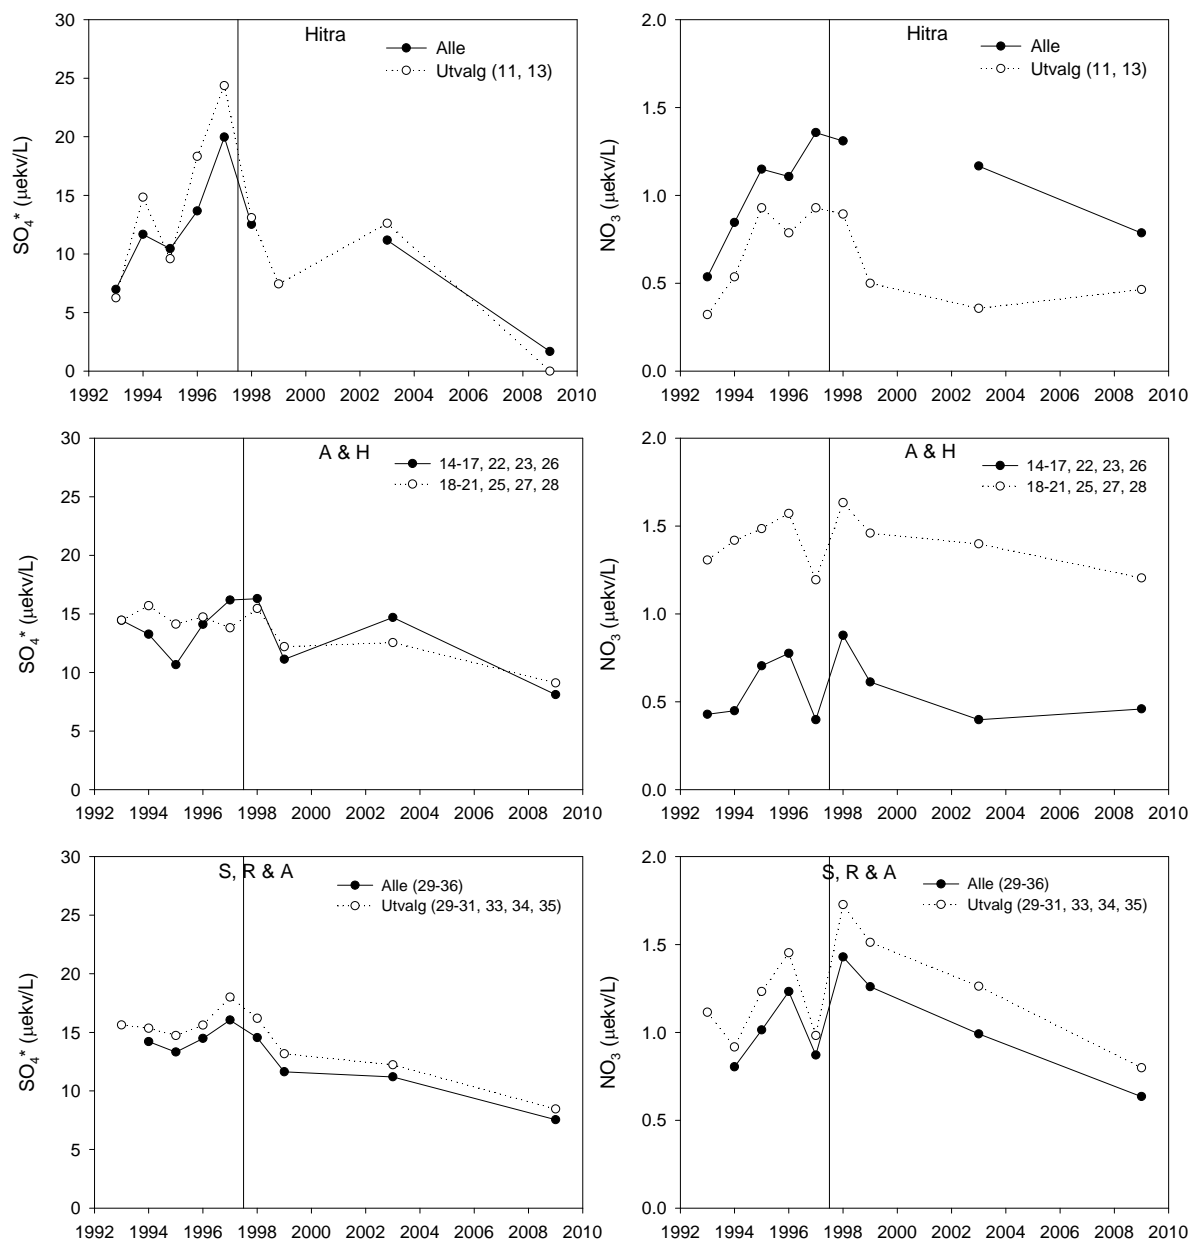 Hitra
Alle
Utvalg (11, 13)
SO4* (µekv/L)
30
25
20
15
10
5
0
1992 1994 1996 1998 2000 2002 2004 2006 2008 2010
Hitra
Alle
Utvalg (11, 13)
NO3 (µekv/L)
2.0
1.5
1.0
0.5
0.0
1992 1994 1996 1998 2000 2002 2004 2006 2008 2010
A & H
14-17, 22, 23, 26
18-21, 25, 27, 28
SO4* (µekv/L)
30
25
20
15
10
5
0
1992 1994 1996 1998 2000 2002 2004 2006 2008 2010
A & H
14-17, 22, 23, 26
18-21, 25, 27, 28
NO3 (µekv/L)
2.0
1.5
1.0
0.5
0.0
1992 1994 1996 1998 2000 2002 2004 2006 2008 2010
S, R & A
Alle (29-36)
Utvalg (29-31, 33, 34, 35)
SO4* (µekv/L)
30
25
20
15
10
5
0
1992 1994 1996 1998 2000 2002 2004 2006 2008 2010
S, R & A
Alle (29-36)
Utvalg (29-31, 33, 34, 35)
NO3 (µekv/L)
2.0
1.5
1.0
0.5
0.0
1992 1994 1996 1998 2000 2002 2004 2006 2008 2010